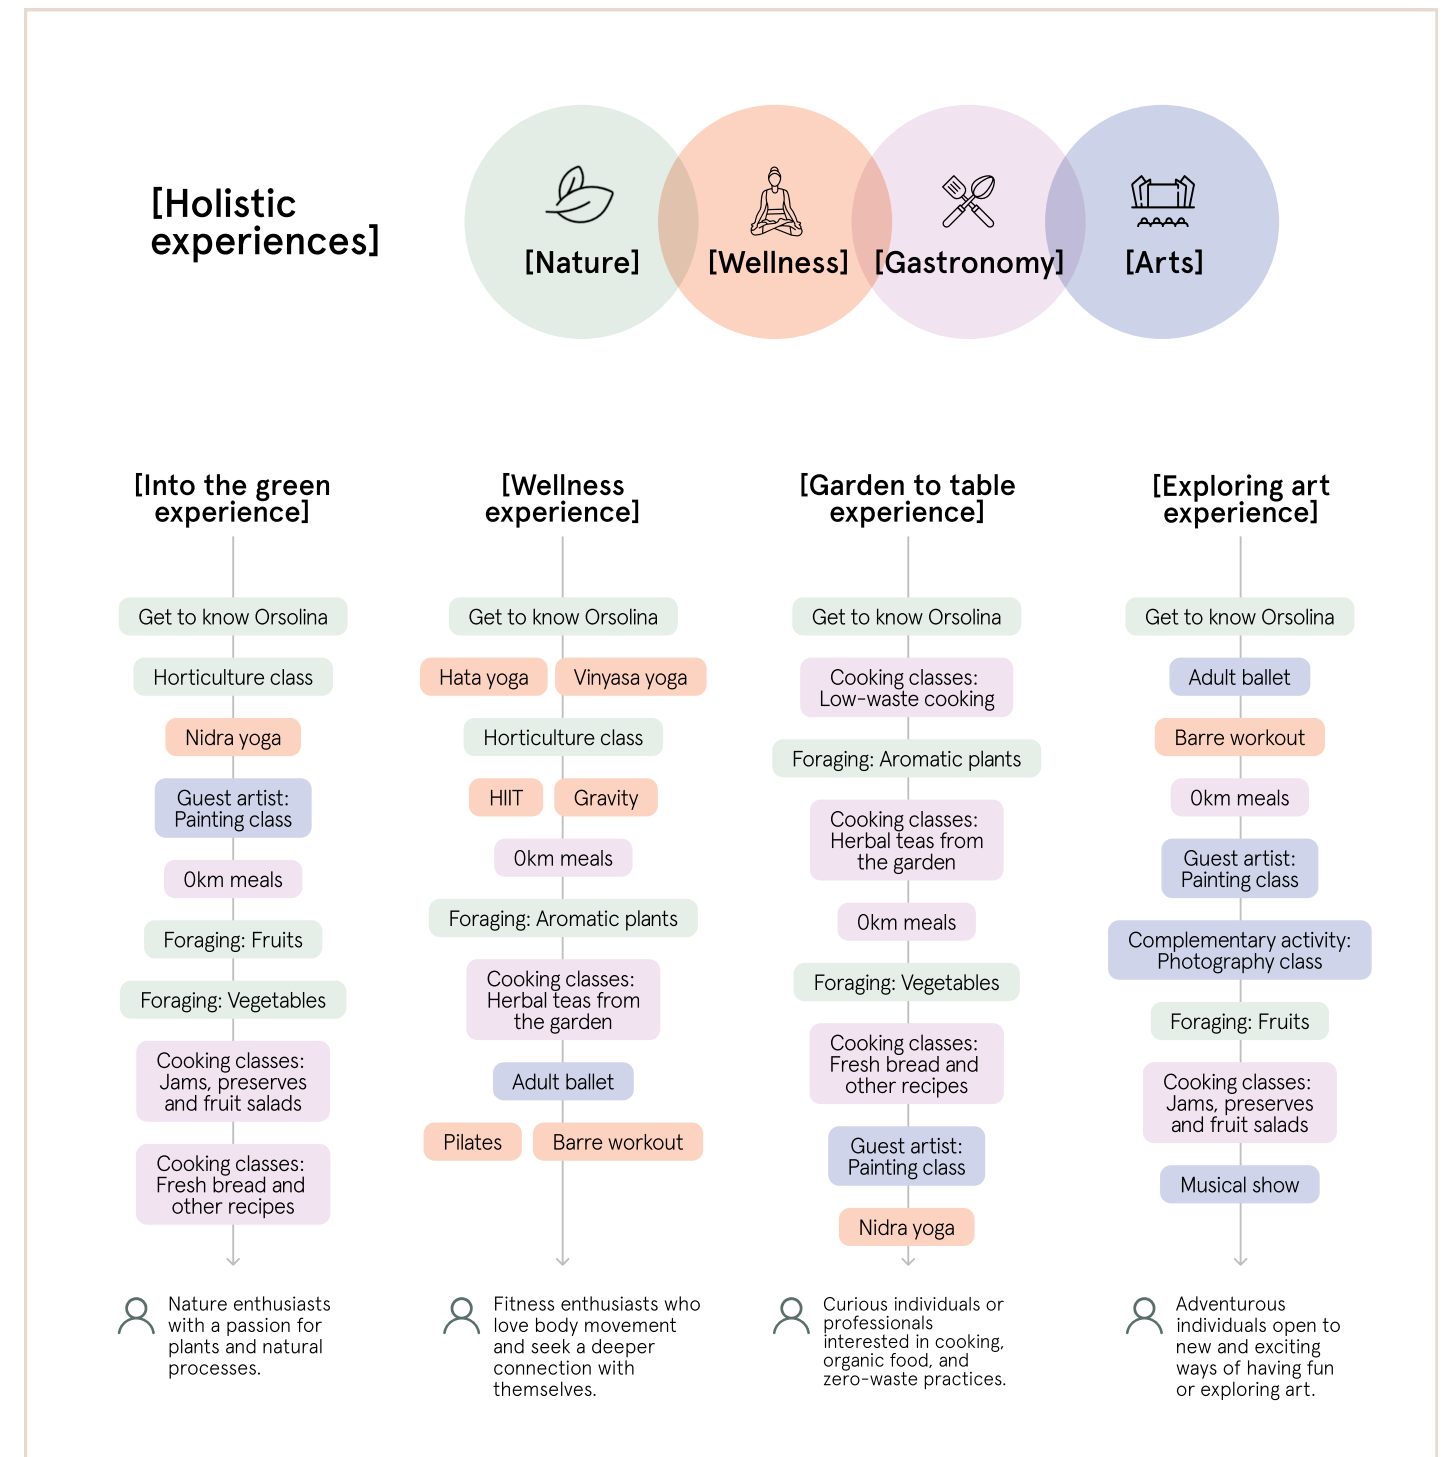 [Holistic
experiences]
[Nature]
[Wellness]
[Gastronomy]
[Arts]
[Into the green
experience]
Get to know Orsolina
Horticulture class
Nidra yoga
Guest artist:
Painting class
0km meals
Foraging: Fruits
Foraging: Vegetables
Cooking classes:
Jams, preserves
and fruit salads
Cooking classes:
Fresh bread and
other recipes
Nature enthusiasts
with a passion for
plants and natural
processes.
[Wellness
experience]
Get to know Orsolina
Hata yoga
Vinyasa yoga
Horticulture class
HIIT
Gravity
0km meals
Foraging: Aromatic plants
Cooking classes:
Herbal teas from
the garden
Adult ballet
Pilates
Barre workout
Fitness enthusiasts who
love body movement
and seek a deeper
connection with
themselves.
[Garden to table
experience]
Get to know Orsolina
Cooking classes:
Low-waste cooking
Foraging: Aromatic plants
Cooking classes:
Herbal teas from
the garden
0km meals
Foraging: Vegetables
Cooking classes:
Fresh bread and
other recipes
Guest artist:
Painting class
Nidra yoga
Curious individuals or
professionals
interested in cooking,
organic food, and
zero-waste practices.
[Exploring art
experience]
Get to know Orsolina
Adult ballet
Barre workout
0km meals
Guest artist:
Painting class
Complementary activity:
Photography class
Foraging: Fruits
Cooking classes:
Jams, preserves
and fruit salads
Musical show
Adventurous
individuals open to
new and exciting
ways of having fun
or exploring art.